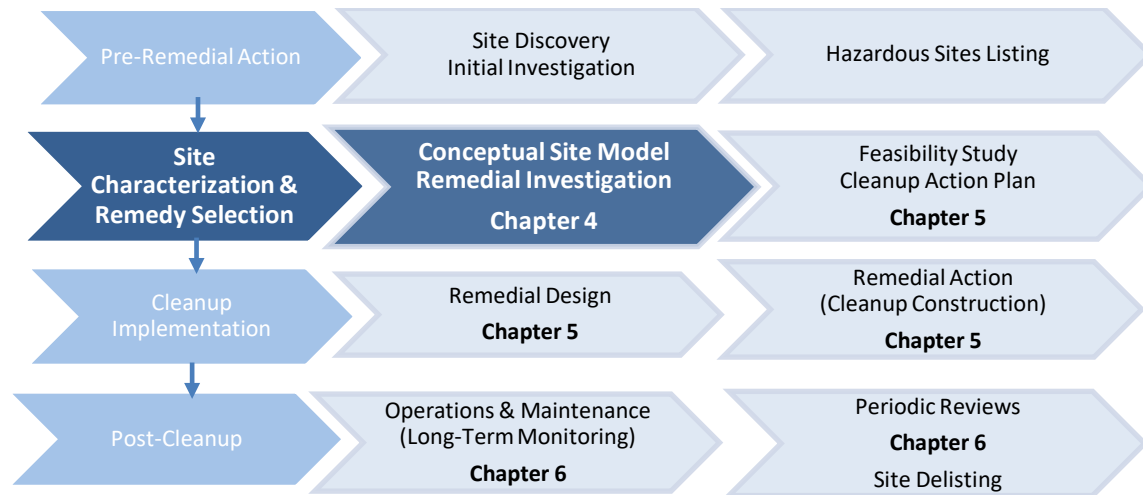 Pre-Remedial Action
Site Discovery
Initial Investigation
Hazardous Sites Listing
Site
Characterization &
Remedy Selection
Conceptual Site Model
Remedial Investigation
Chapter 4
Feasibility Study
Cleanup Action Plan
Chapter 5
Cleanup
Implementation
Remedial Design
Chapter 5
Remedial Action
(Cleanup Construction)
Chapter 5
Post-Cleanup
Operations & Maintenance
(Long-Term Monitoring)
Chapter 6
Periodic Reviews
Chapter 6
Site Delisting